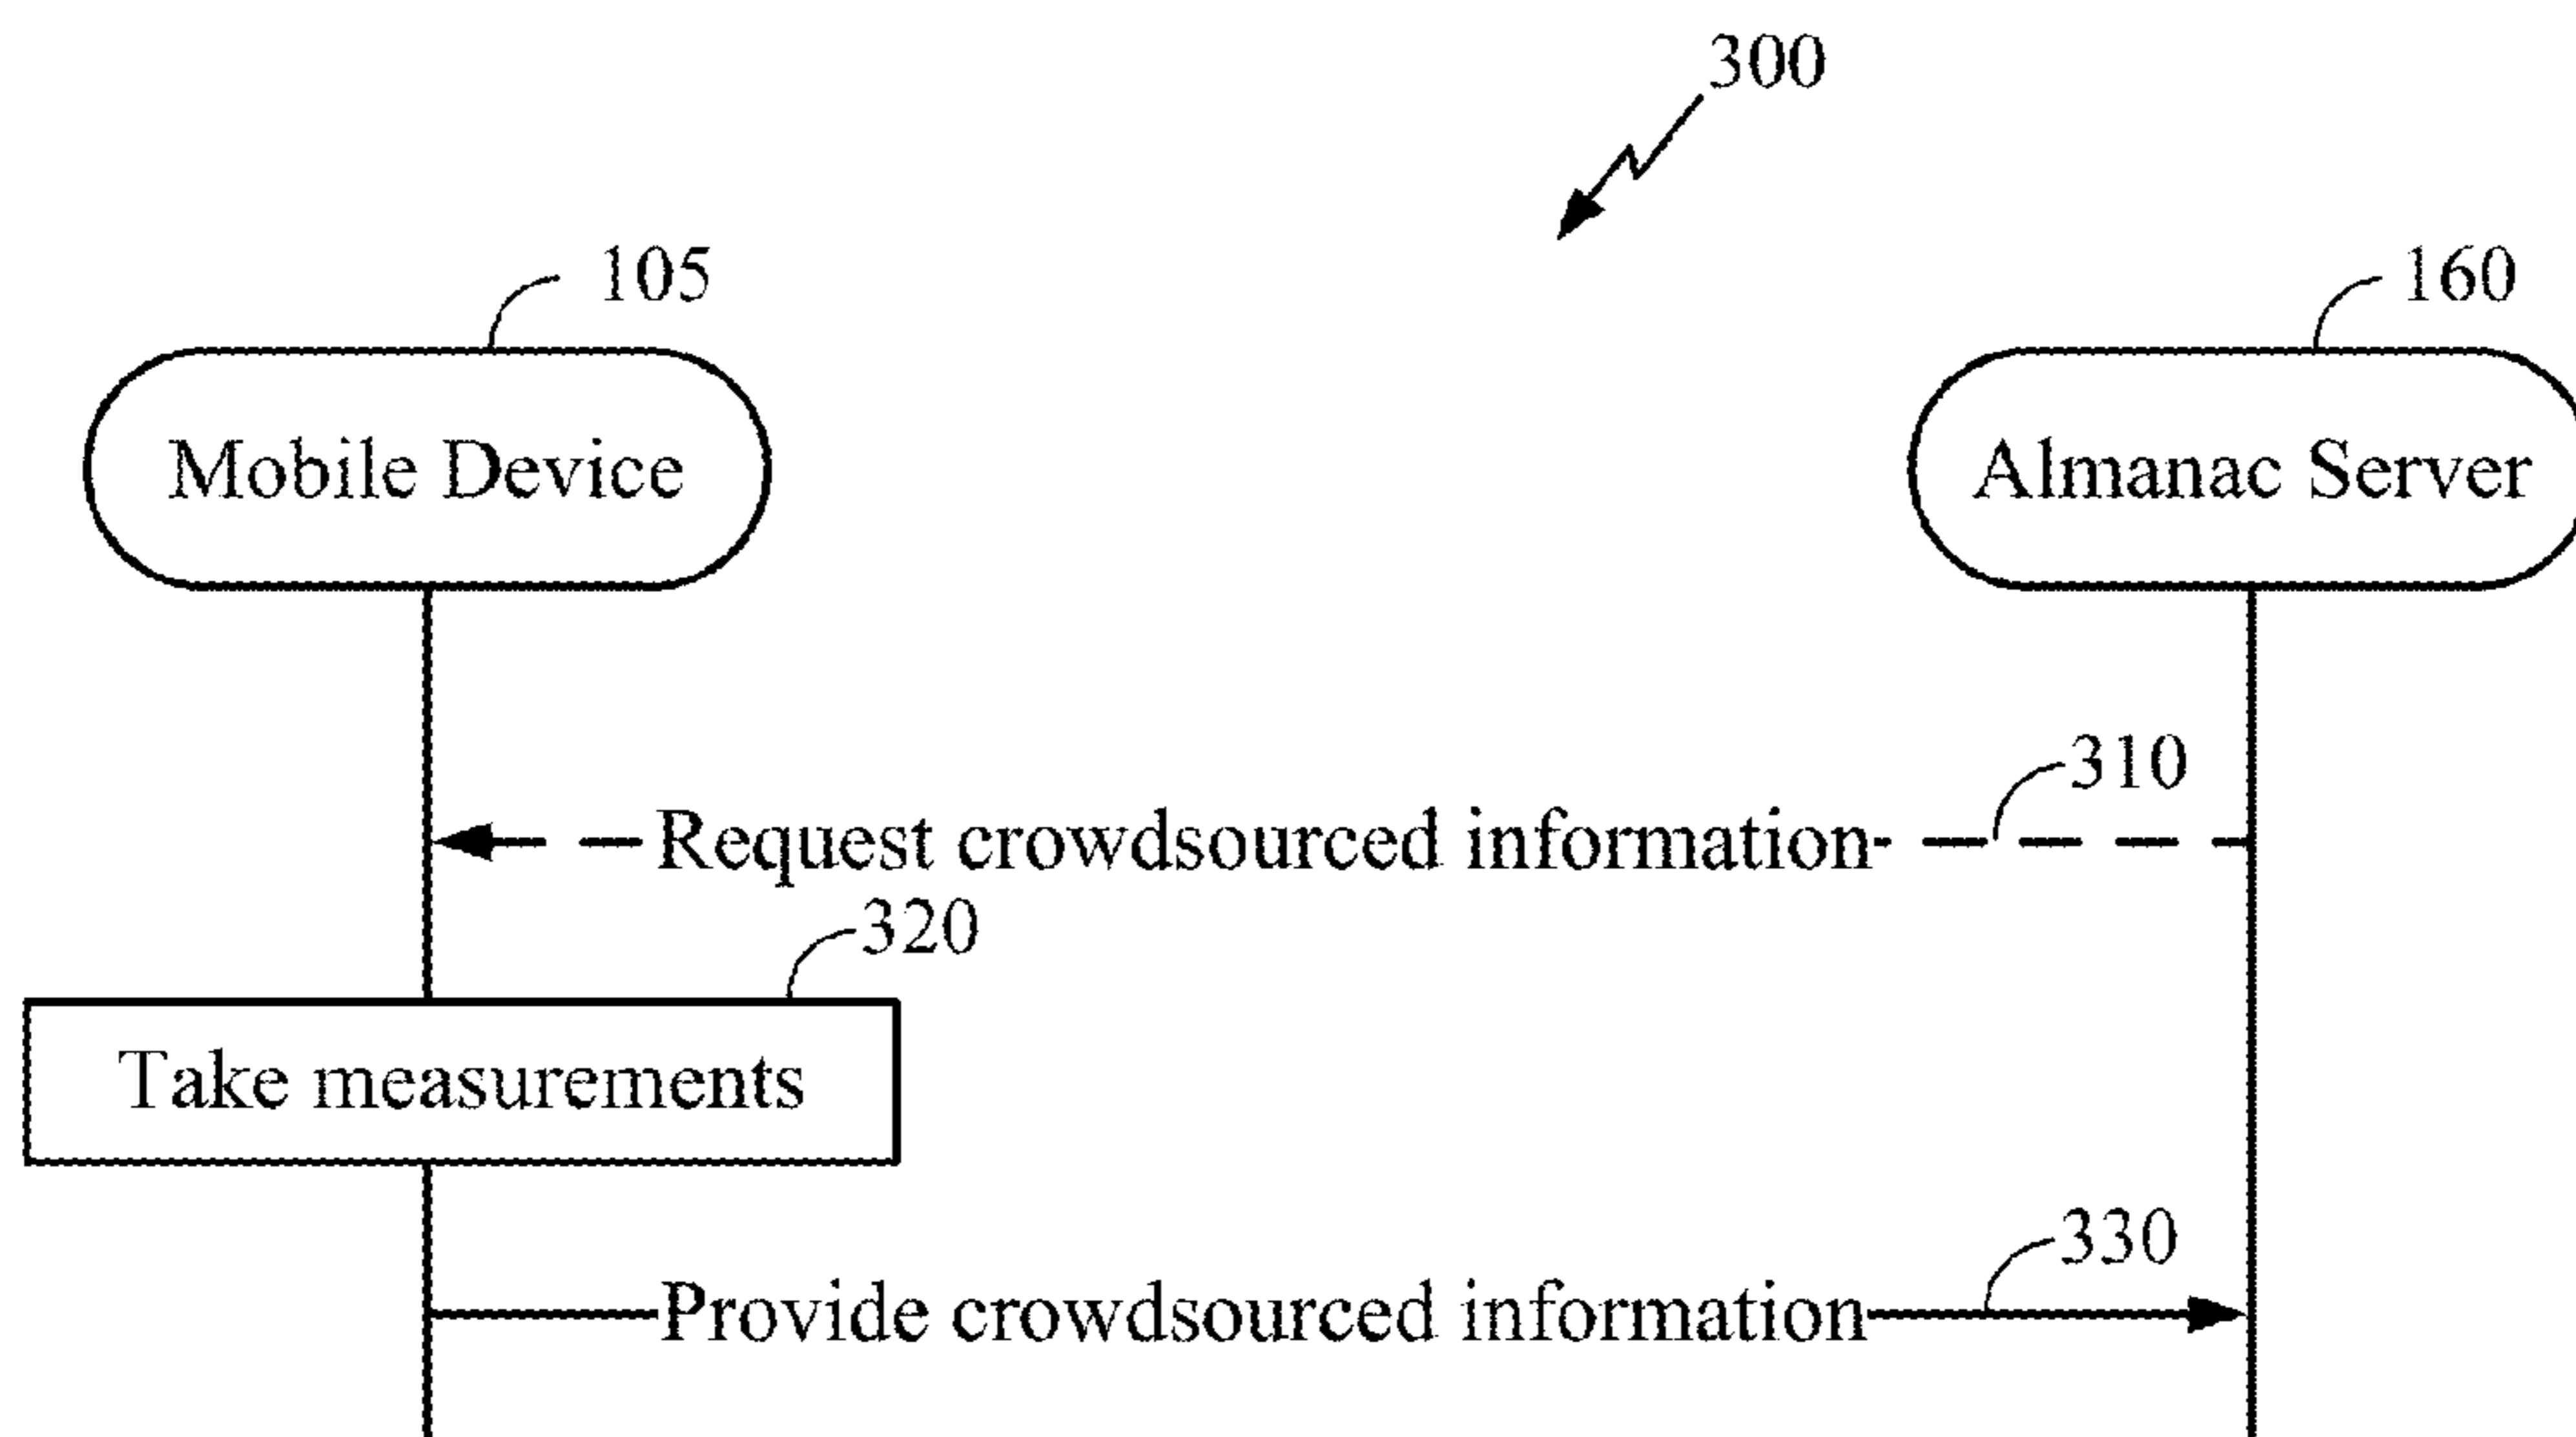 300
105
160
Mobile Device
Almanac Server
310
Request crowdsourced information
320
Take measurements
330
Provide crowdsourced information